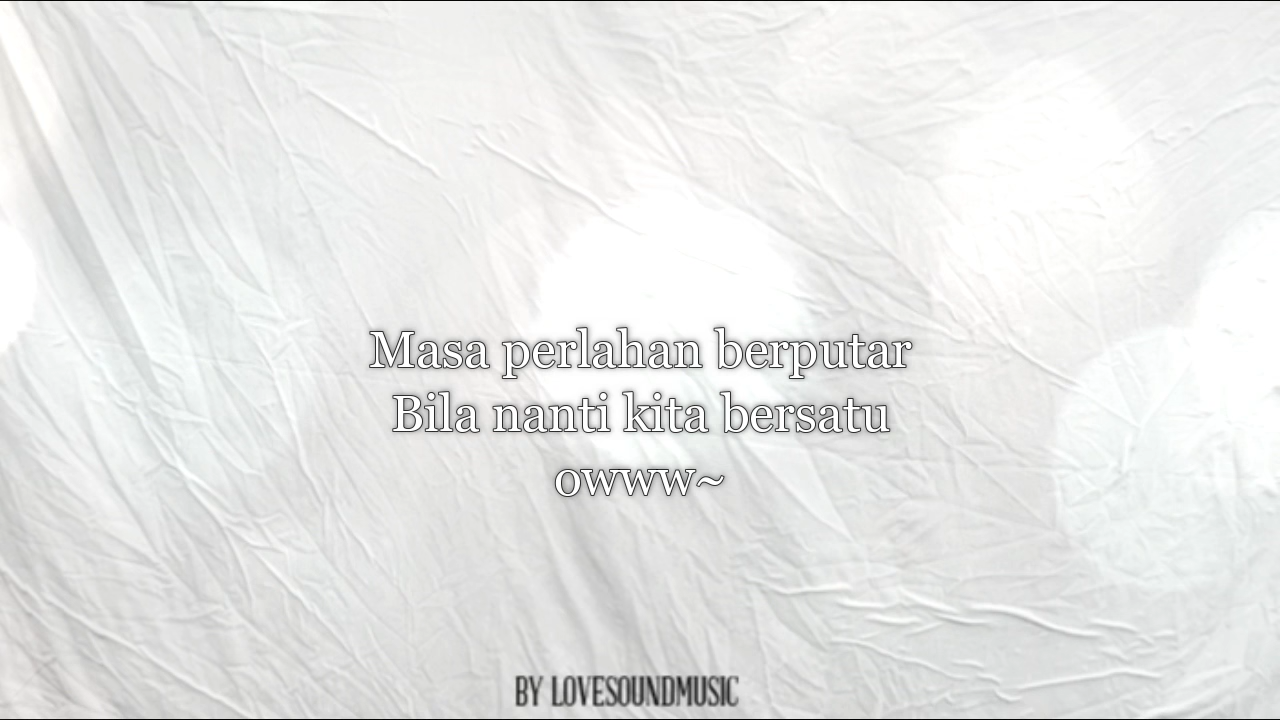 Masa perlahan berputar
Bila nanti kita bersatu
owww~
BY LOVESOUNDMUSIC